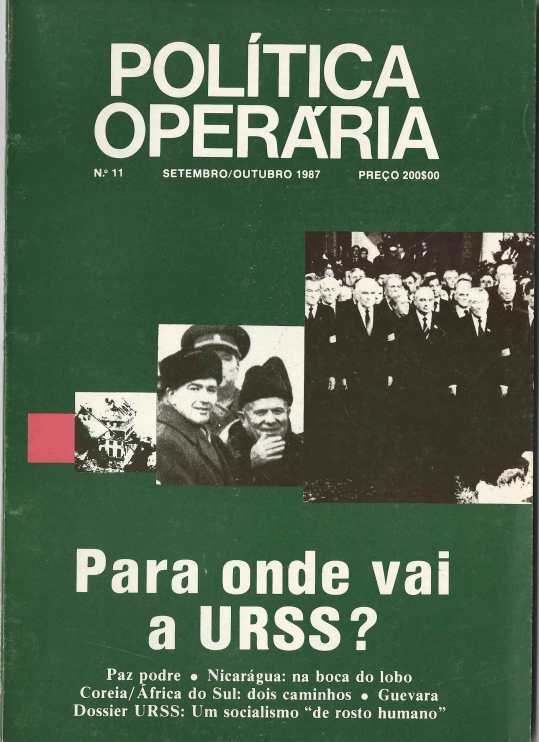 POLÍTICA
OPERÁRIA
N.º 11 SETEMBRO/OUTUBRO 1987 PREÇO 200$00
Para onde vai
a URSS?
Paz podre • Nicarágua: na boca do lobo
Coreia/África do Sul: dois caminhos • Guevara
Dossier URSS: Um socialismo “de rosto humano”